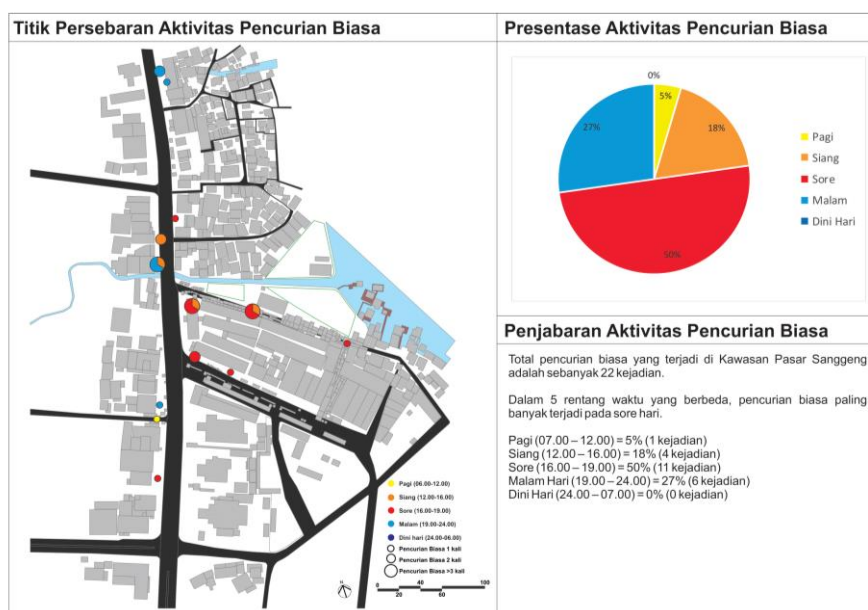 Titik Persebaran Aktivitas Pencurian Biasa
Pagi (06.00-12.00)
Siang (12.00-16.00)
Sore (16.00-19.00)
Malam (19.00-24.00)
Dini hari (24.00-06.00)
Pencurian Biasa 1 kali
Pencurian Biasa 2 kali
Pencurian Biasa >3 kali
0 40 60 100
20 60
Presentase Aktivitas Pencurian Biasa
0%
5%
18%
27%
50%
Pagi
Siang
Sore
Malam
Dini Hari
Penjabaran Aktivitas Pencurian Biasa
Total pencurian biasa yang terjadi di Kawasan Pasar Sanggeng
adalah sebanyak 22 kejadian.
Dalam 5 rentang waktu yang berbeda, pencurian biasa paling
banyak terjadi pada sore hari.
Pagi (07.00 – 12.00) = 5% (1 kejadian)
Siang (12.00 – 16.00) = 18% (4 kejadian)
Sore (16.00 – 19.00) = 50% (11 kejadian)
Malam Hari (19.00 – 24.00) = 27% (6 kejadian)
Dini Hari (24.00 – 07.00) = 0% (0 kejadian)